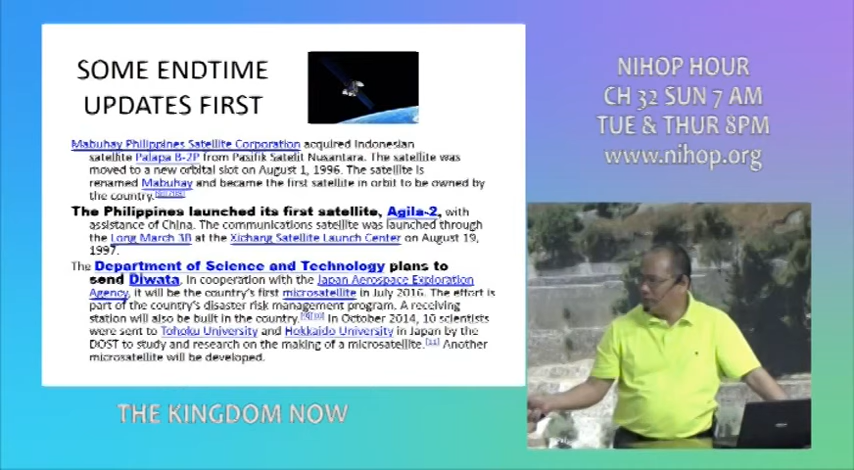 SOME ENDTIME
UPDATES FIRST
Mabuhay Philippines Satellite Corporation acquired Indonesian
satellite Palapa B-2P from Pasifik Satelit Nusantara. The satellite was
moved to a new orbital slot on August 1, 1996. The satellite is
renamed Mabuhay and became the first satellite in orbit to be owned by
the country.
The Philippines launched its first satellite, Agila-2, with
assistance of China. The communications satellite was launched through
the Long March 3B at the Xichang Satellite Launch Center on August 19,
1997.
The Department of Science and Technology plans to
send Diwata, in cooperation with the Japan Aerospace Exploration
Agency, it will be the country's first microsatellite in July 2016. The effort is
part of the country's disaster risk management program. A receiving
station will also be built in the country.[9][10] In October 2014, 10 scientists
were sent to Tohoku University and Hokkaido University in Japan by the
DOST to study and research on the making of a microsatellite.[11] Another
microsatellite will be developed.
THE KINGDOM NOW
NIHOP HOUR
CH 32 SUN 7 AM
TUE & THUR 8PM
www.nihop.org